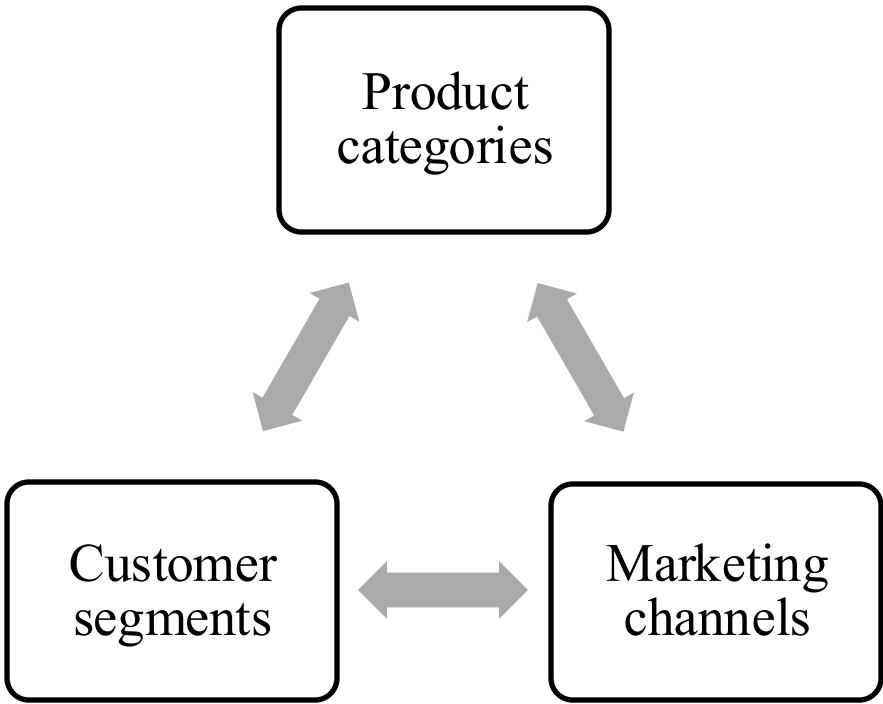 Product
categories
Customer
segments
Marketing
channels